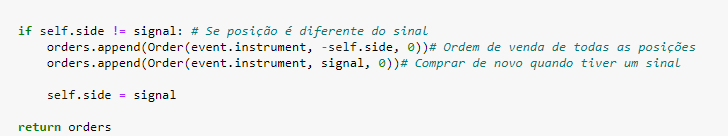 if self.side != signal: # Se posição é diferente do sinal
    orders.append(Order(event.instrument, -self.side, 0))# Ordem de venda de todas as posições
    orders.append(Order(event.instrument, signal, 0))# Comprar de novo quando tiver um sinal
    self.side = signal
return orders